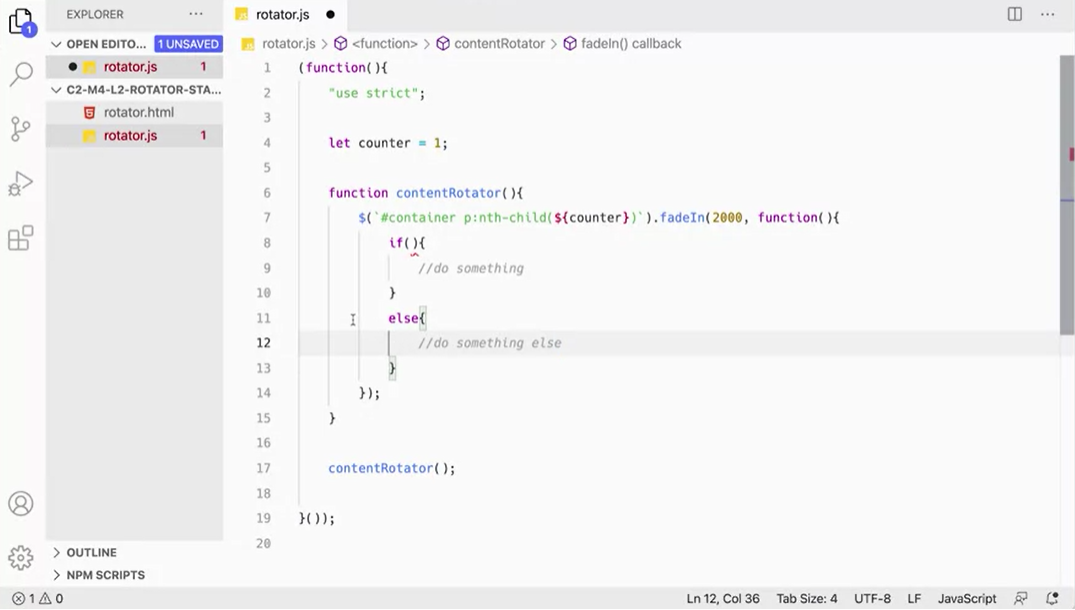 EXPLORER
rotator.js
1
OPEN EDITO... 1 UNSAVED
rotator.js > <function> > contentRotator > fadeIn() callback
rotator.js 1
C2-M4-L2-ROTATOR-STA...
rotator.html
rotator.js 1
1 (function(){
2 "use strict";
3
4 let counter = 1;
5
6 function contentRotator(){
7 $(`#container p:nth-child(${counter})`).fadeIn(2000, function(){
8 if(){
9 //do something
10 }
11 else{
12 //do something else
13 }
14 });
15 }
16
17 contentRotator();
18
19 }());
20
OUTLINE
NPM SCRIPTS
1 0 Ln 12, Col 36 Tab Size: 4 UTF-8 LF JavaScript